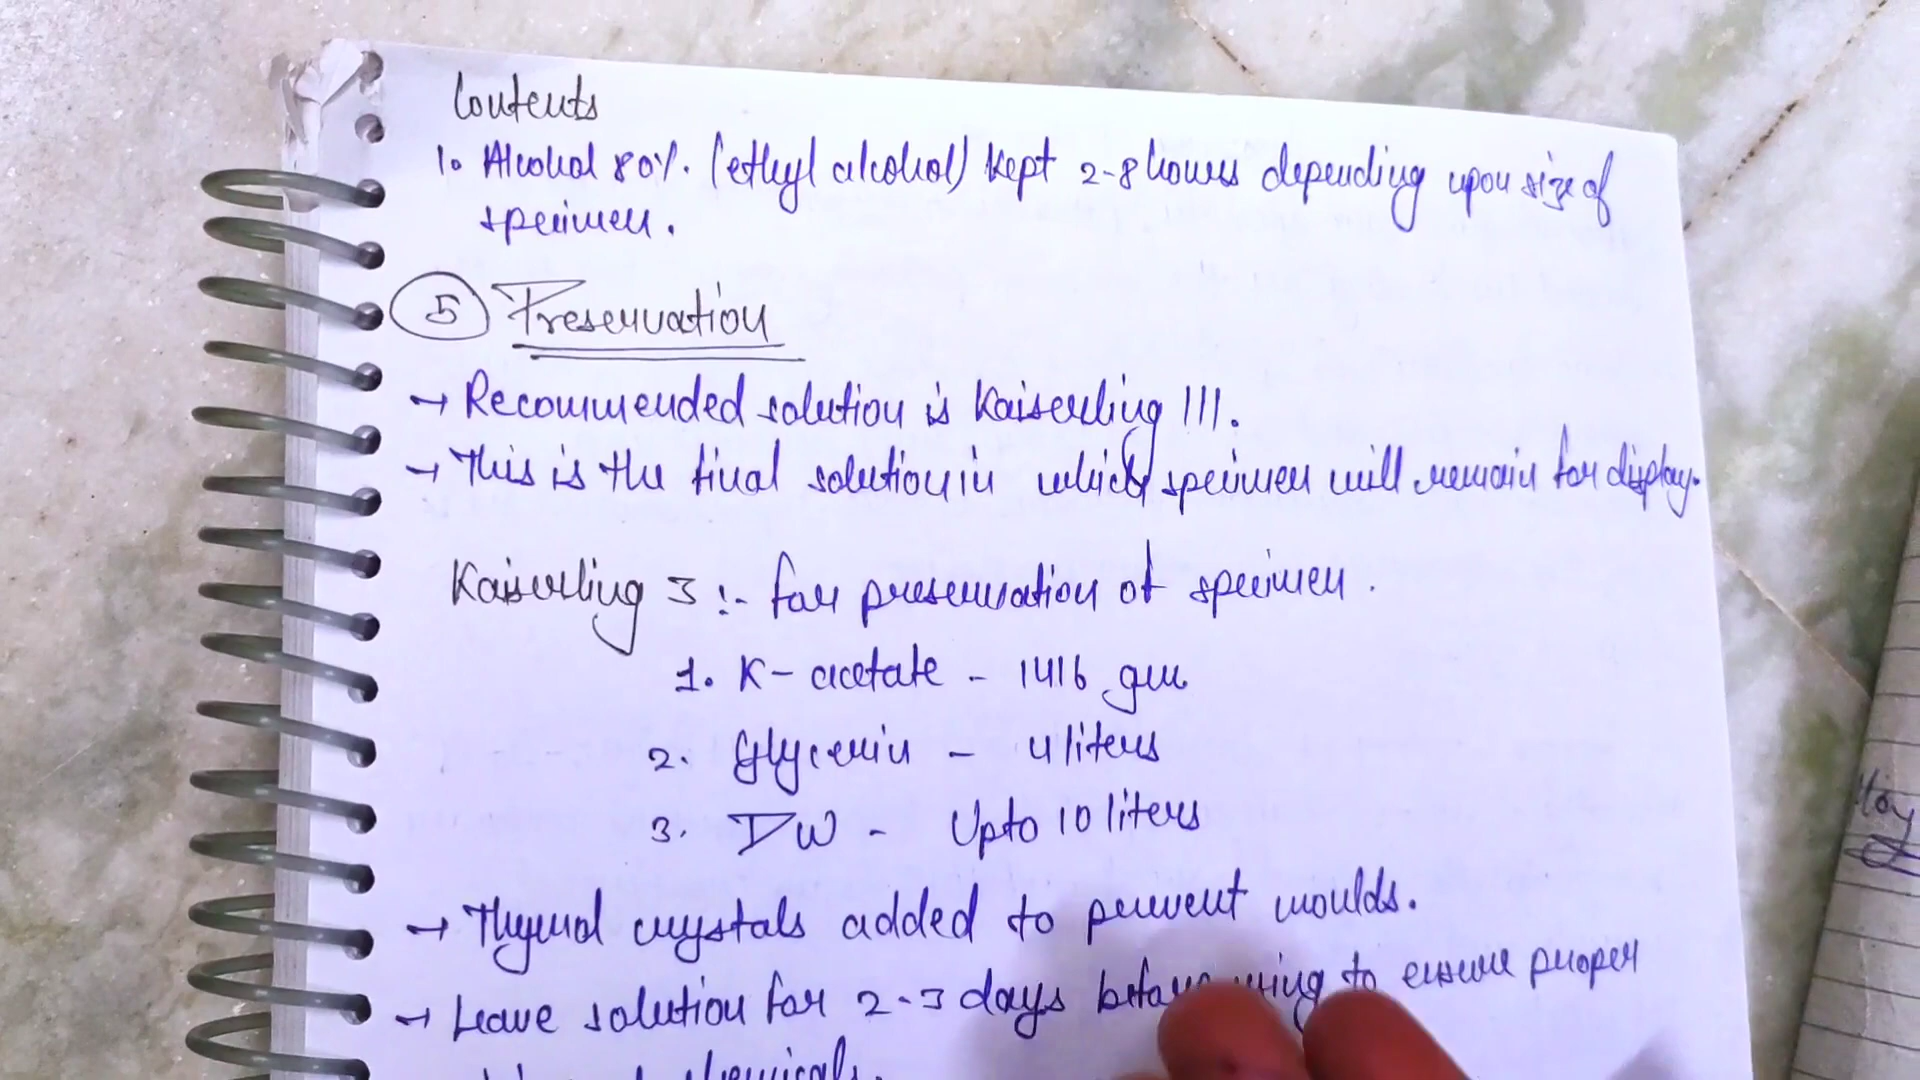 Contents
1. Alcohol 80%. (ethyl alcohol) kept 2-8 hours depending upon size of
specimen.
5 Preservation
→ Recommended solution is Kaiserling III.
→ This is the final solution in which specimen will remain for display.
Kaiserling 3 :- for preservation of specimen.
1. K- acetate - 1416 gm
2. Glycerin - 4 liters
3. DW - Upto 10 liters
→ Thymol crystals added to prevent moulds.
→ Leave solution for 2-3 days before using to ensure proper
chemicals.